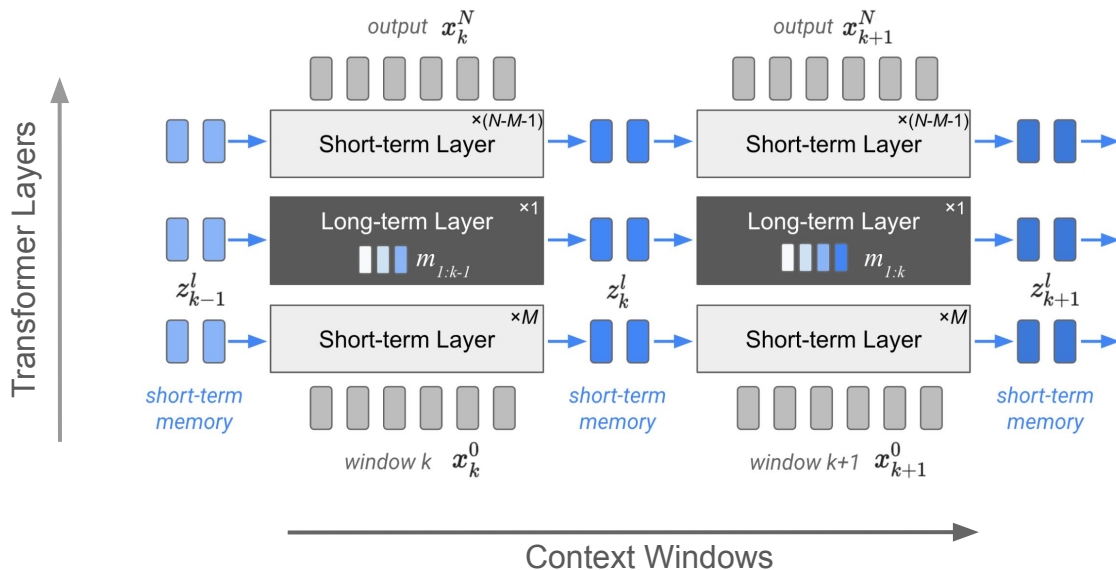 output x_k^N
output x_{k+1}^N
×(N-M-1)
Short-term Layer
×(N-M-1)
Short-term Layer
Transformer Layers
×1
Long-term Layer
m_{1:k-1}
×1
Long-term Layer
m_{1:k}
z_{k-1}^l
z_k^l
z_{k+1}^l
×M
Short-term Layer
×M
Short-term Layer
short-term
memory
short-term
memory
short-term
memory
window k x_k^0
window k+1 x_{k+1}^0
Context Windows